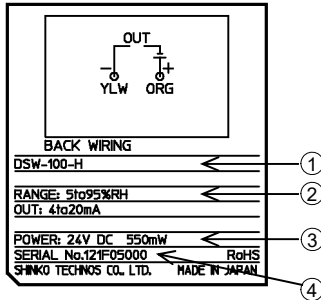 OUT
- +
YLW ORG
BACK WIRING
DSW-100-H ①
RANGE: 5to95%RH ②
OUT: 4to20mA
POWER: 24V DC 550mW ③
SERIAL No.121F05000 RoHS
SHINKO TECHNOS CO., LTD. MADE IN JAPAN
④